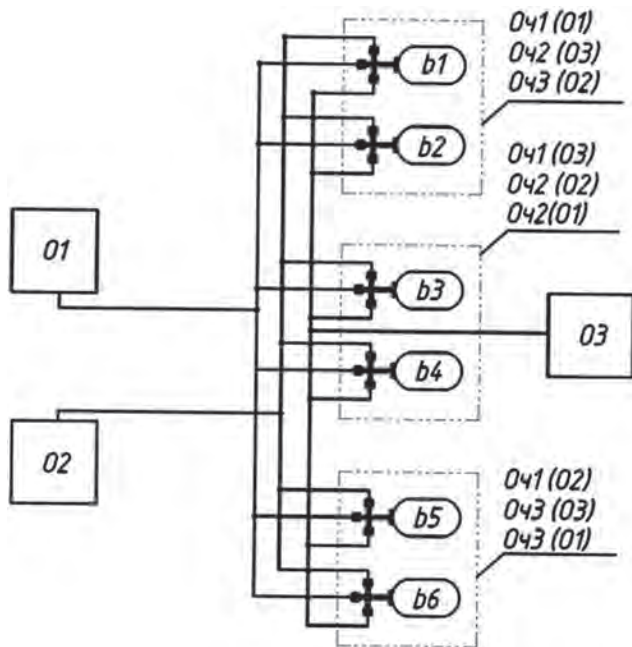 Оч1 (01)
Оч2 (03)
Оч3 (02)
b1
b2
Оч1 (03)
Оч2 (02)
Оч2(01)
01
b3
03
b4
02
Оч1 (02)
Оч3 (03)
Оч3 (01)
b5
b6